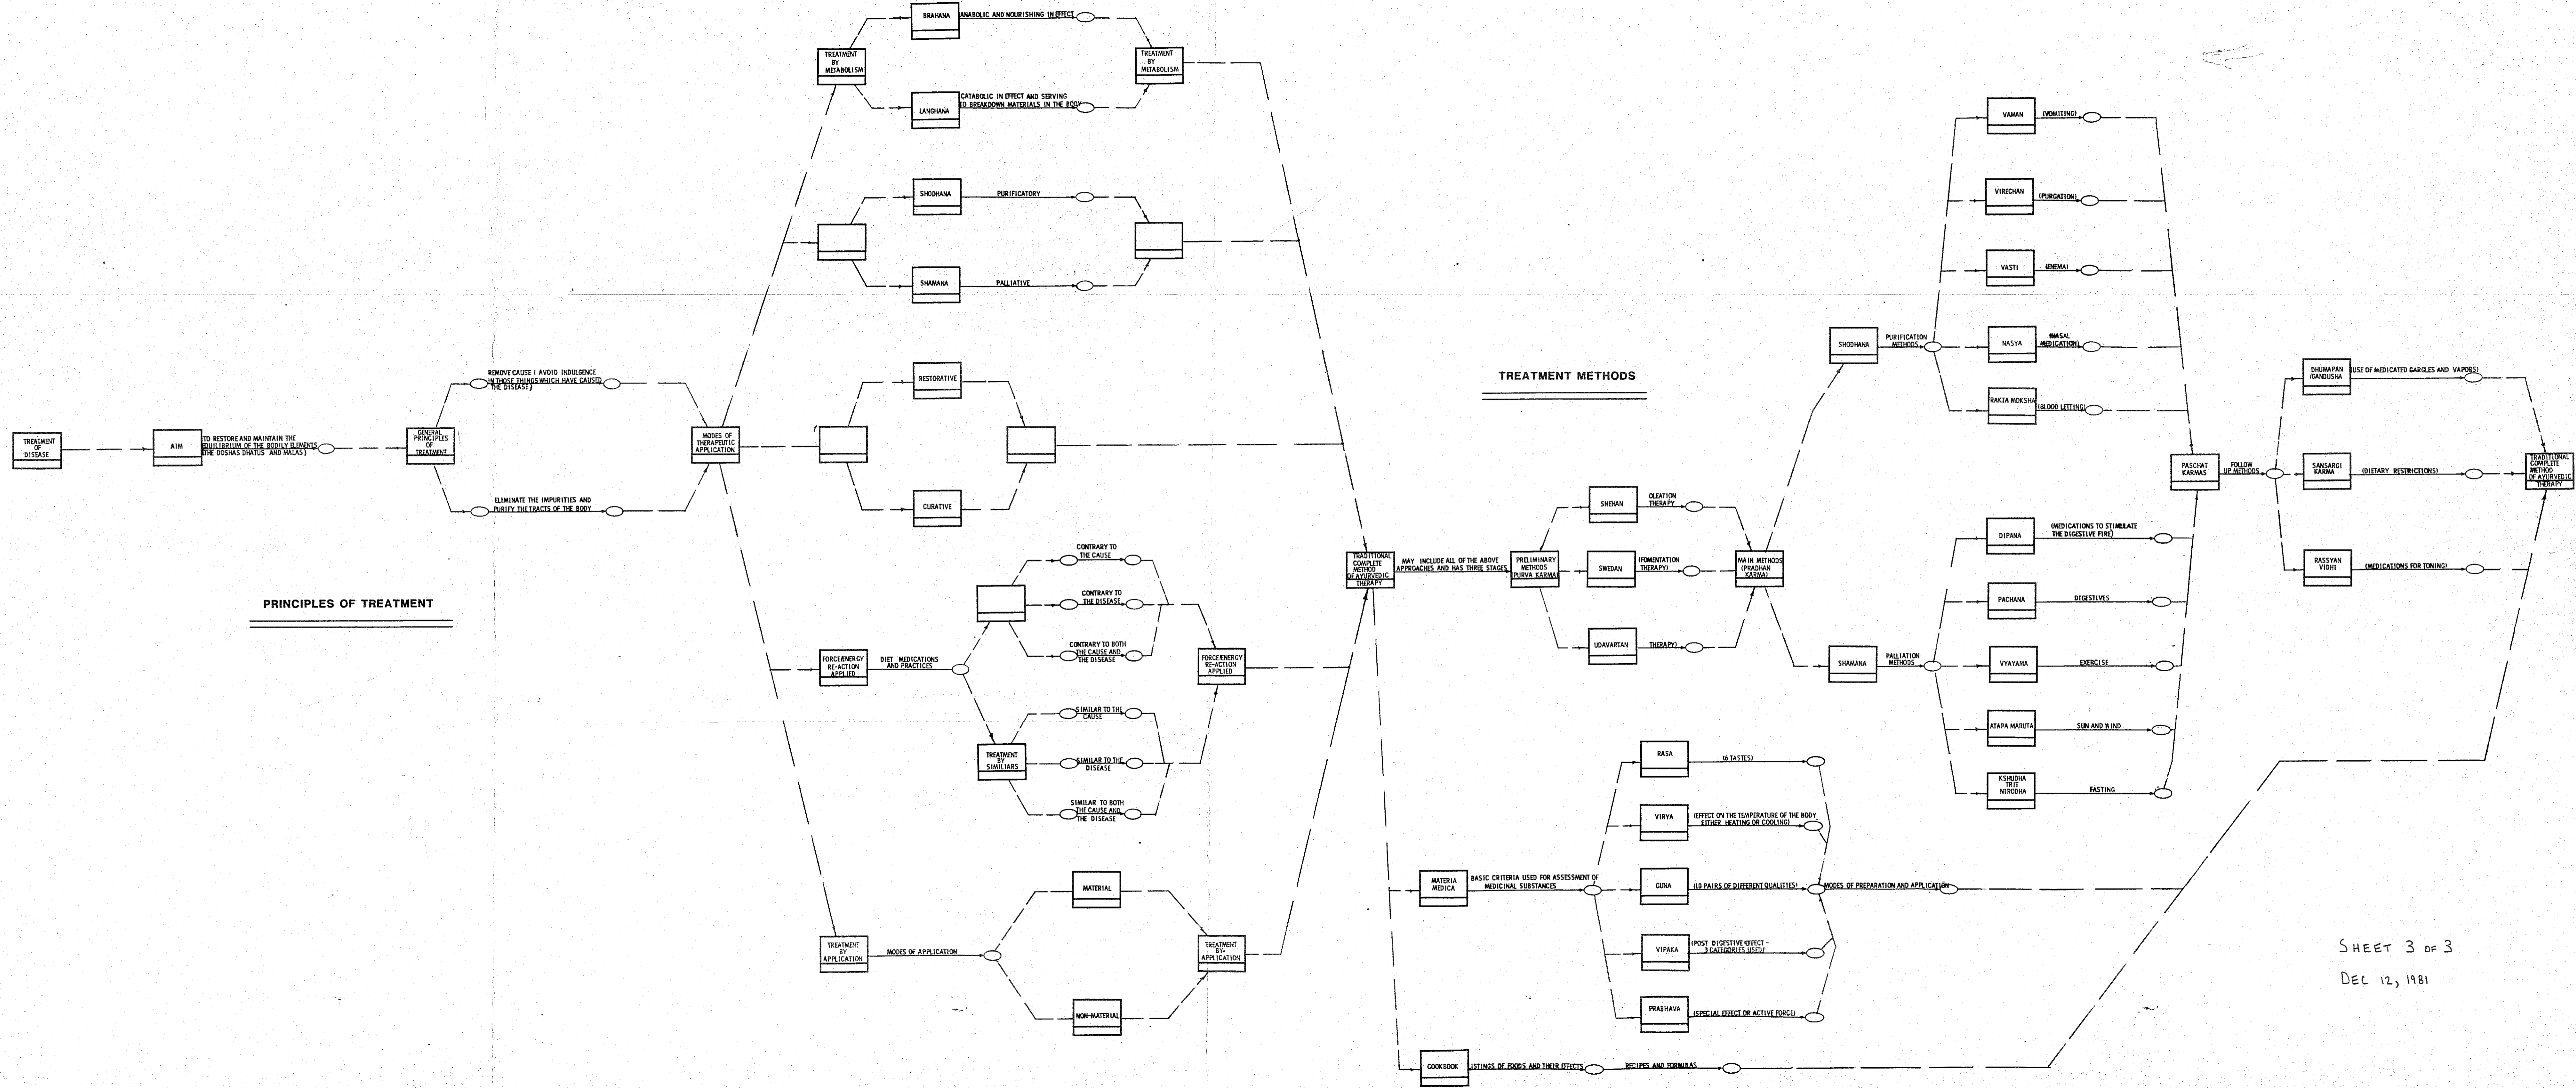 TREATMENT
OF
DISEASE
AIM
TO RESTORE AND MAINTAIN THE
EQUILIBRIUM OF THE BODILY ELEMENTS
(THE DOSHAS DHATUS AND MALAS)
GENERAL
PRINCIPLES
OF
TREATMENT
REMOVE CAUSE ( AVOID INDULGENCE
IN THOSE THINGS WHICH HAVE CAUSED
THE DISEASE)
ELIMINATE THE IMPURITIES AND
PURIFY THE TRACTS OF THE BODY
PRINCIPLES OF TREATMENT
MODES OF
THERAPEUTIC
APPLICATION
TREATMENT
BY
METABOLISM
BRAHANA
ANABOLIC AND NOURISHING IN EFFECT
LANGHANA
CATABOLIC IN EFFECT AND SERVING
TO BREAKDOWN MATERIALS IN THE BODY
TREATMENT
BY
METABOLISM
SHODHANA
PURIFICATORY
SHAMANA
PALLIATIVE
RESTORATIVE
CURATIVE
FORCE/ENERGY
RE-ACTION
APPLIED
DIET MEDICATIONS
AND PRACTICES
CONTRARY TO
THE CAUSE
CONTRARY TO
THE DISEASE
CONTRARY TO BOTH
THE CAUSE AND
THE DISEASE
TREATMENT
BY
SIMILIARS
SIMILAR TO THE
CAUSE
SIMILAR TO THE
DISEASE
SIMILAR TO BOTH
THE CAUSE AND
THE DISEASE
FORCE/ENERGY
RE-ACTION
APPLIED
TREATMENT
BY
APPLICATION
MODES OF APPLICATION
MATERIAL
NON-MATERIAL
TREATMENT
BY-
APPLICATION
TRADITIONAL
COMPLETE
METHOD
OF AYURVEDIC
THERAPY
TREATMENT METHODS
MAY INCLUDE ALL OF THE ABOVE
APPROACHES AND HAS THREE STAGES
PRELIMINARY
METHODS
(PURVA KARMA)
SNEHAN
OLEATION
THERAPY
SWEDAN
(FOMENTATION
THERAPY)
UDAVARTAN
THERAPY)
MAIN METHODS
(PRADHAN
KARMA)
SHODHANA
PURIFICATION
METHODS
VAMAN
(VOMITING)
VIRECHAN
(PURGATION)
VASTI
(ENEMA)
NASYA
(NASAL
MEDICATION)
RAKTA MOKSHA
(BLOOD LETTING)
SHAMANA
PALLIATION
METHODS
DIPANA
(MEDICATIONS TO STIMULATE
THE DIGESTIVE FIRE)
PACHANA
DIGESTIVES
VYAYAMA
EXERCISE
ATAPA MARUTA
SUN AND WIND
KSHUDHA
TRIT
NIRODHA
FASTING
PASCHAT
KARMAS
FOLLOW
UP METHODS
DHUMAPAN
/GANDUSHA
(USE OF MEDICATED GARGLES AND VAPORS)
SANSARGI
KARMA
(DIETARY RESTRICTIONS)
RASSYAN
VIDHI
(MEDICATIONS FOR TONING)
TRADITIONAL
COMPLETE
METHOD
OF AYURVEDIC
THERAPY
MATERIA
MEDICA
BASIC CRITERIA USED FOR ASSESSMENT OF
MEDICINAL SUBSTANCES
RASA
(6 TASTES)
VIRYA
(EFFECT ON THE TEMPERATURE OF THE BODY
EITHER HEATING OR COOLING)
GUNA
(10 PAIRS OF DIFFERENT QUALITIES)
VIPAKA
(POST DIGESTIVE EFFECT -
3 CATEGORIES USED)
PRABHAVA
(SPECIAL EFFECT OR ACTIVE FORCE)
MODES OF PREPARATION AND APPLICATION
COOKBOOK
LISTINGS OF FOODS AND THEIR EFFECTS
RECIPES AND FORMULAS
SHEET 3 OF 3
DEC 12, 1981